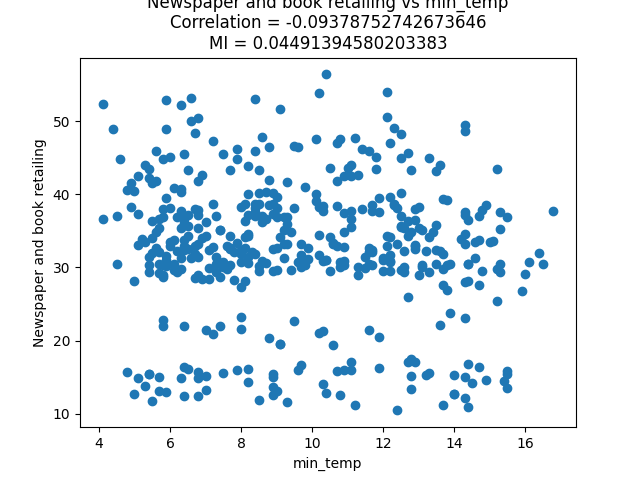 Newspaper and book retailing vs min_temp
Correlation = -0.09378752742673646
MI = 0.04491394580203383
50
40
30
20
10
Newspaper and book retailing
4 6 8 10 12 14 16
min_temp